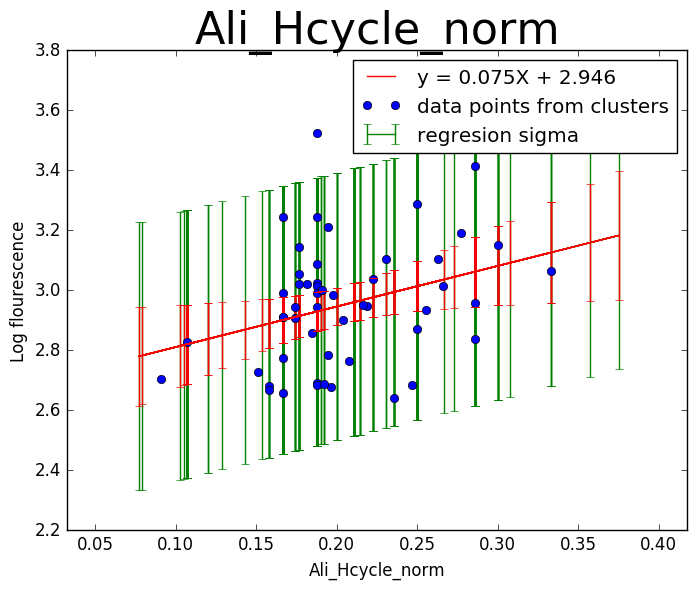 Ali_Hcycle_norm
y = 0.075X + 2.946
data points from clusters
regresion sigma
3.8
3.6
3.4
3.2
3.0
2.8
2.6
2.4
2.2
Log flourescence
0.05 0.10 0.15 0.20 0.25 0.30 0.35 0.40
Ali_Hcycle_norm